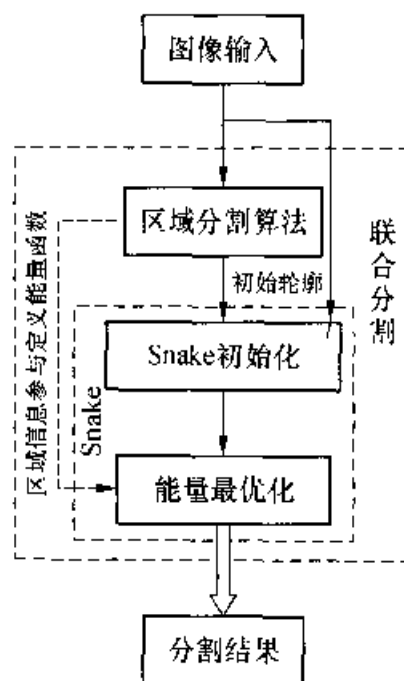 图像输入
区域分割算法
初始轮廓
Snake初始化
能量最优化
分割结果
联合分割
区域信息参与定义能量函数
Snake